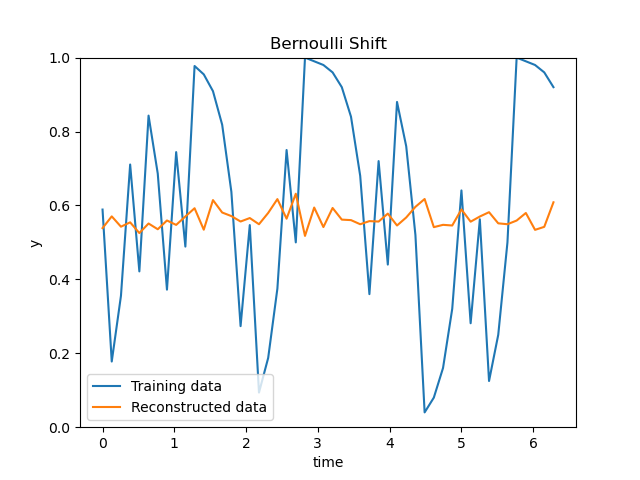 Bernoulli Shift
1.0
0.8
0.6
0.4
0.2
0.0
y
Training data
Reconstructed data
0 1 2 3 4 5 6
time